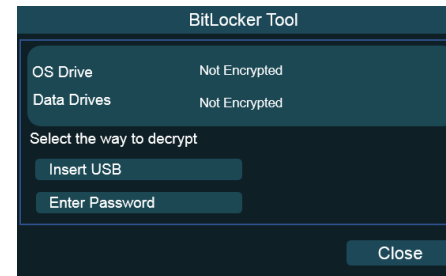 BitLocker Tool
OS Drive Not Encrypted
Data Drives Not Encrypted
Select the way to decrypt
Insert USB
Enter Password
Close